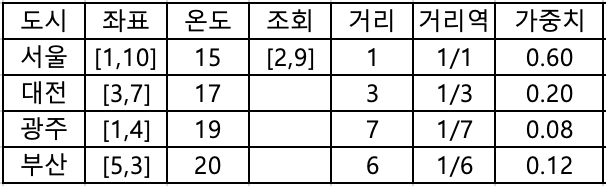 도시 좌표 온도 조회 거리 거리역 가중치
서울 [1,10] 15 [2,9] 1 1/1 0.60
대전 [3,7] 17 3 1/3 0.20
광주 [1,4] 19 7 1/7 0.08
부산 [5,3] 20 6 1/6 0.12